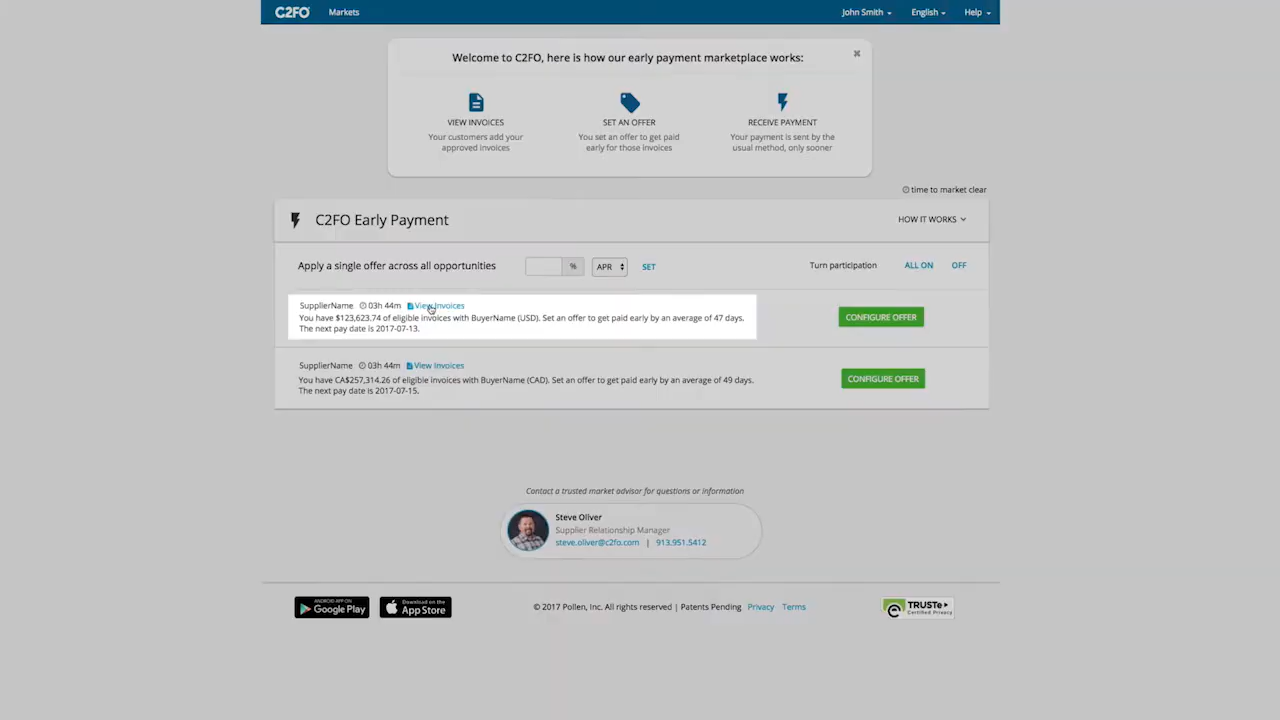 C2FO Markets John Smith English Help
Welcome to C2FO, here is how our early payment marketplace works:
VIEW INVOICES
Your customers add your
approved invoices
SET AN OFFER
You set an offer to get paid
early for those invoices
RECEIVE PAYMENT
Your payment is sent by the
usual method, only sooner
time to market clear
C2FO Early Payment HOW IT WORKS
Apply a single offer across all opportunities % APR SET Turn participation ALL ON OFF
SupplierName 03h 44m View Invoices
You have $123,623.74 of eligible invoices with BuyerName (USD). Set an offer to get paid early by an average of 47 days.
The next pay date is 2017-07-13.
CONFIGURE OFFER
SupplierName 03h 44m View Invoices
You have CA$257,314.26 of eligible invoices with BuyerName (CAD). Set an offer to get paid early by an average of 49 days.
The next pay date is 2017-07-15.
CONFIGURE OFFER
Contact a trusted market advisor for questions or information
Steve Oliver
Supplier Relationship Manager
steve.oliver@c2fo.com | 913.951.5412
ANDROID APP ON
Google Play
Download on the
App Store
© 2017 Pollen, Inc. All rights reserved | Patents Pending Privacy Terms
TRUSTe
Certified Privacy